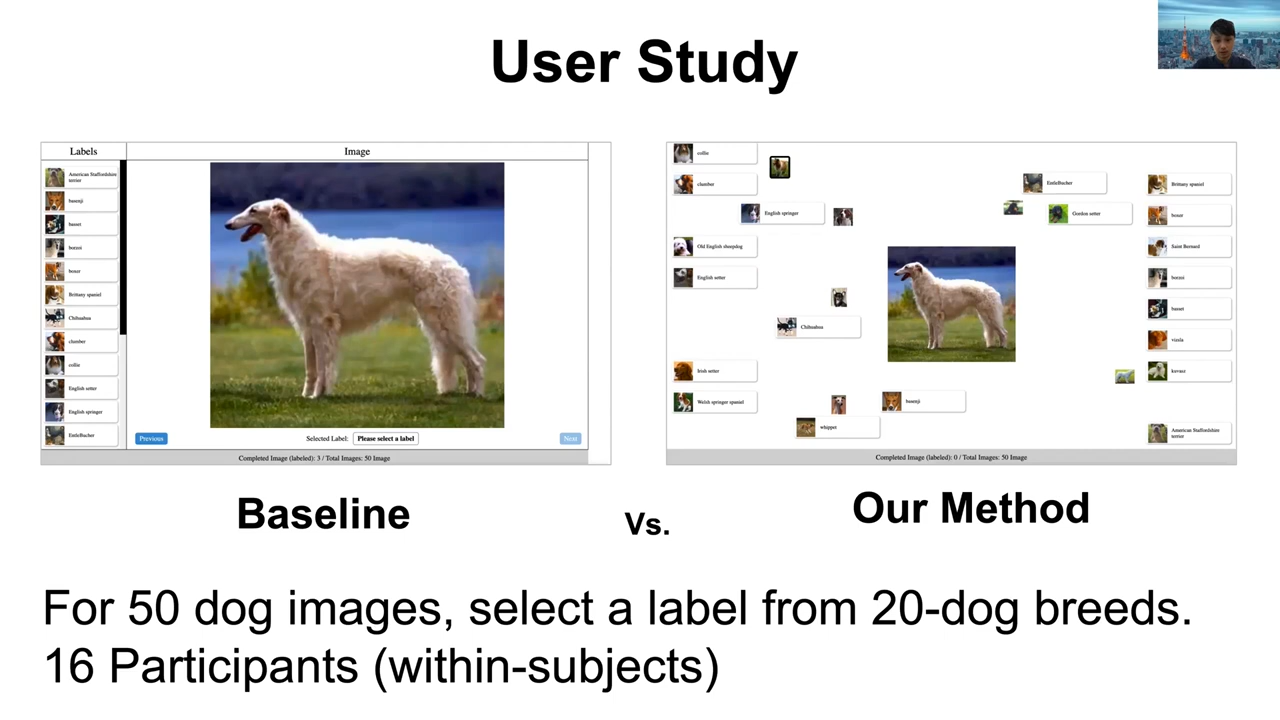 User Study
Labels
Image
American Staffordshire
terrier
basenji
basset
borzoi
boxer
Brittany spaniel
Chihuahua
clumber
collie
English setter
English springer
EntleBucher
Previous
Selected Label:
Please select a label
Next
Completed Image (labeled): 3 / Total Images: 50 Image
collie
clumber
English springer
Old English sheepdog
English setter
Chihuahua
Irish setter
Welsh springer spaniel
whippet
basenji
EntleBucher
Gordon setter
Brittany spaniel
boxer
Saint Bernard
borzoi
basset
vizsla
kuvasz
American Staffordshire
terrier
Completed Image (labeled): 0 / Total Images: 50 Image
Baseline
Vs.
Our Method
For 50 dog images, select a label from 20-dog breeds.
16 Participants (within-subjects)